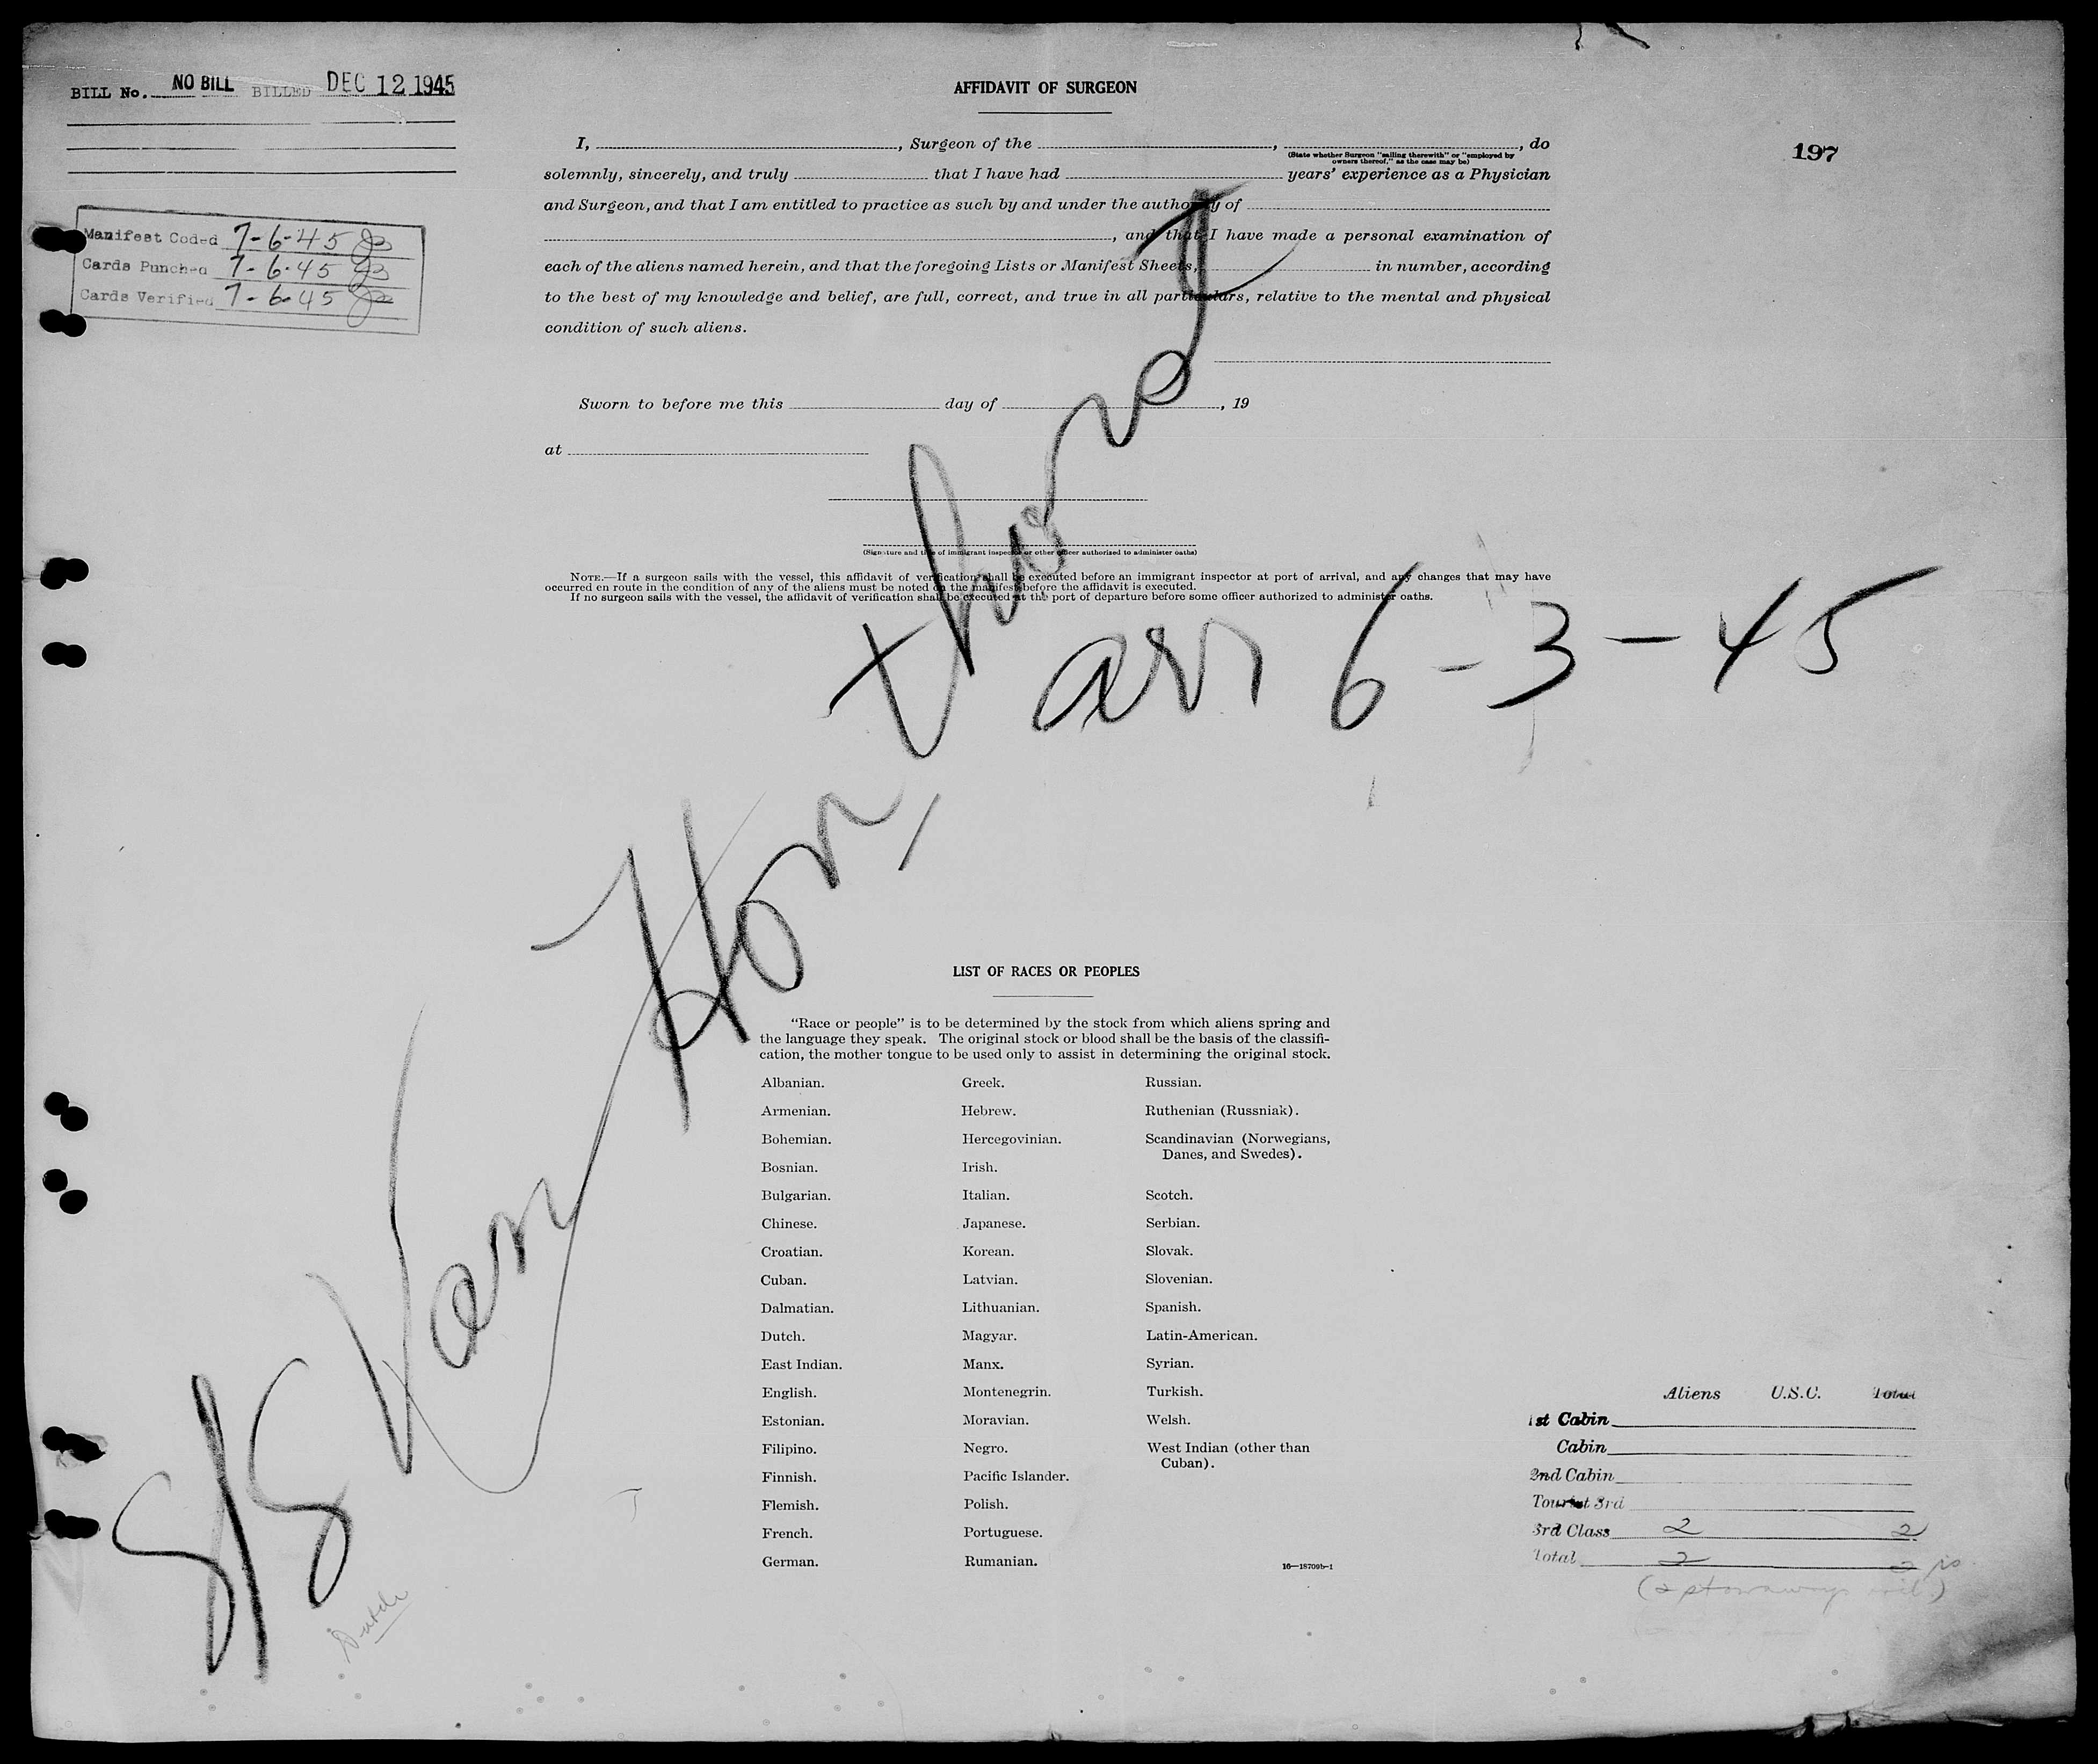 BILL No. NO BILL BILLED DEC 12 1945
AFFIDAVIT OF SURGEON
197
I, , Surgeon of the , , do
(State whether Surgeon "sailing therewith" or "employed by
owners thereof," as the case may be)
solemnly, sincerely, and truly that I have had years' experience as a Physician
and Surgeon, and that I am entitled to practice as such by and under the authority of
, and that I have made a personal examination of
each of the aliens named herein, and that the foregoing Lists or Manifest Sheets, in number, according
to the best of my knowledge and belief, are full, correct, and true in all particulars, relative to the mental and physical
condition of such aliens.
Manifest Coded 7-6-45
Cards Punched 7-6-45
Cards Verified 7-6-45
Sworn to before me this day of , 19
at
(Signature and title of immigrant inspector or other officer authorized to administer oaths)
NOTE.—If a surgeon sails with the vessel, this affidavit of verification shall be executed before an immigrant inspector at port of arrival, and any changes that may have
occurred en route in the condition of any of the aliens must be noted on the manifest before the affidavit is executed.
If no surgeon sails with the vessel, the affidavit of verification shall be executed at the port of departure before some officer authorized to administer oaths.
S/S Van Hon,
arr 6-3-45
LIST OF RACES OR PEOPLES
"Race or people" is to be determined by the stock from which aliens spring and
the language they speak. The original stock or blood shall be the basis of the classifi-
cation, the mother tongue to be used only to assist in determining the original stock.
Albanian. Greek. Russian.
Armenian. Hebrew. Ruthenian (Russniak).
Bohemian. Hercegovinian. Scandinavian (Norwegians,
Danes, and Swedes).
Bosnian. Irish.
Bulgarian. Italian. Scotch.
Chinese. Japanese. Serbian.
Croatian. Korean. Slovak.
Cuban. Latvian. Slovenian.
Dalmatian. Lithuanian. Spanish.
Dutch. Magyar. Latin-American.
East Indian. Manx. Syrian.
English. Montenegrin. Turkish.
Estonian. Moravian. Welsh.
Filipino. Negro. West Indian (other than
Cuban).
Finnish. Pacific Islander.
Flemish. Polish.
French. Portuguese.
German. Rumanian.
16—18709b-1
Aliens U.S.C. Total
1st Cabin
Cabin
2nd Cabin
Tourist 3rd
3rd Class 2 2
Total 2 2
(2 stowaways
Dutch